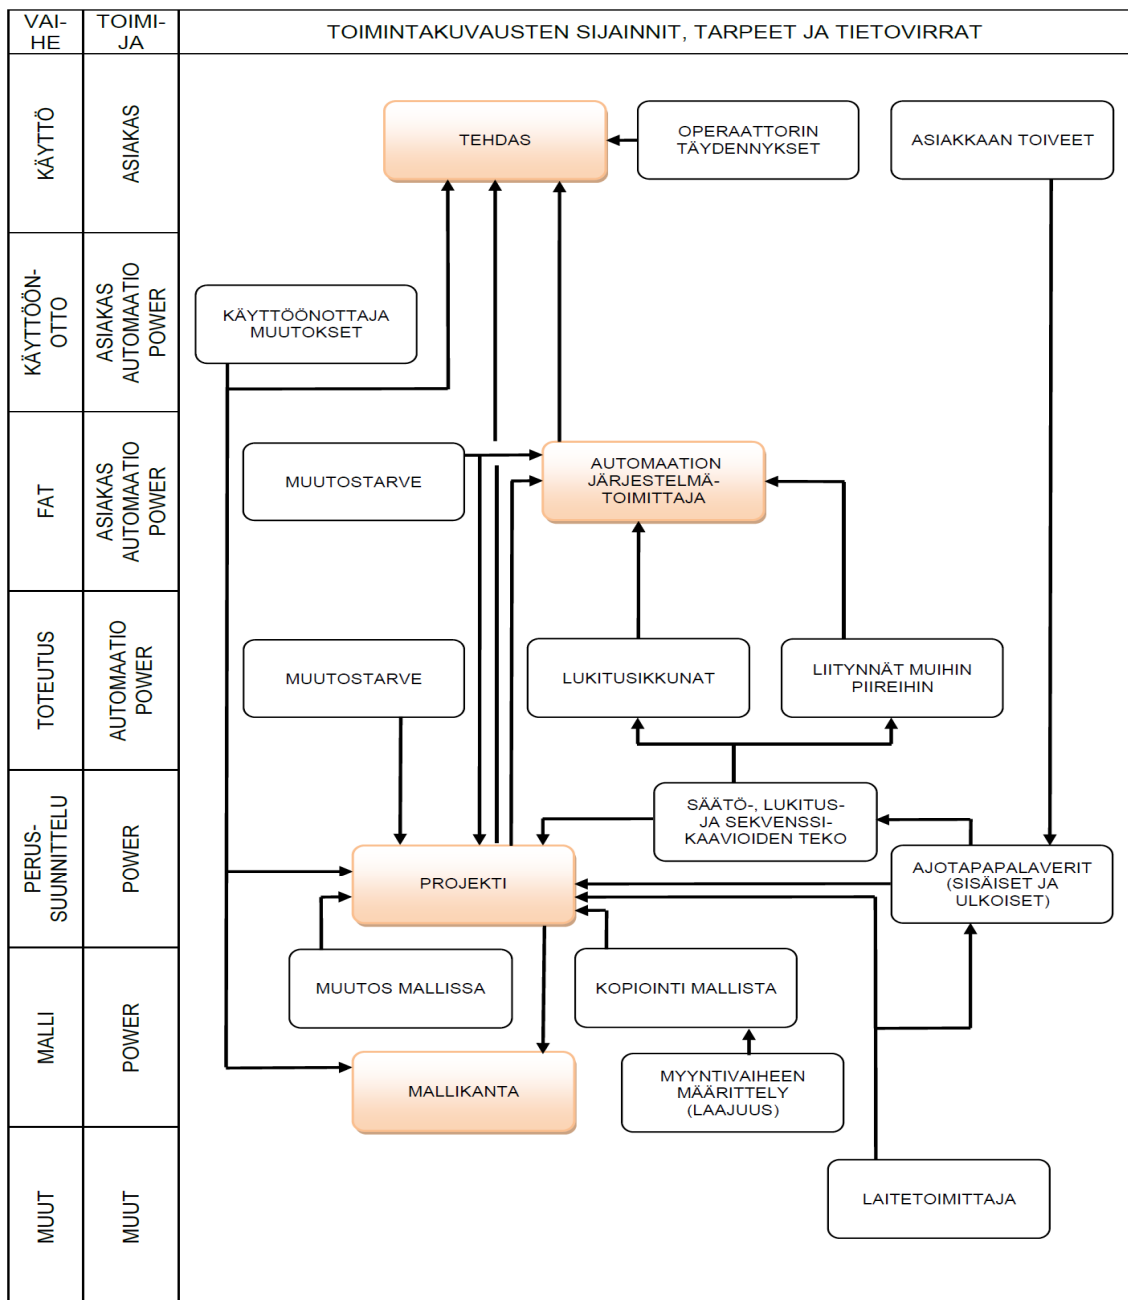 VAI-
HE
TOIMI-
JA
TOIMINTAKUVAUSTEN SIJAINNIT, TARPEET JA TIETOVIRRAT
KÄYTTÖ
ASIAKAS
TEHDAS
OPERAATTORIN
TÄYDENNYKSET
ASIAKKAAN TOIVEET
KÄYTTÖÖN-
OTTO
ASIAKAS
AUTOMAATIO
POWER
KÄYTTÖÖNOTTAJA
MUUTOKSET
FAT
ASIAKAS
AUTOMAATIO
POWER
MUUTOSTARVE
AUTOMAATION
JÄRJESTELMÄ-
TOIMITTAJA
TOTEUTUS
AUTOMAATIO
POWER
MUUTOSTARVE
LUKITUSIKKUNAT
LIITYNNÄT MUIHIN
PIIREIHIN
PERUS-
SUUNNITTELU
POWER
SÄÄTÖ-, LUKITUS-
JA SEKVENSSI-
KAAVIOIDEN TEKO
PROJEKTI
AJOTAPAPALAVERIT
(SISÄISET JA
ULKOISET)
MALLI
POWER
MUUTOS MALLISSA
KOPIOINTI MALLISTA
MALLIKANTA
MYYNTIVAIHEEN
MÄÄRITTELY
(LAAJUUS)
MUUT
MUUT
LAITETOIMITTAJA